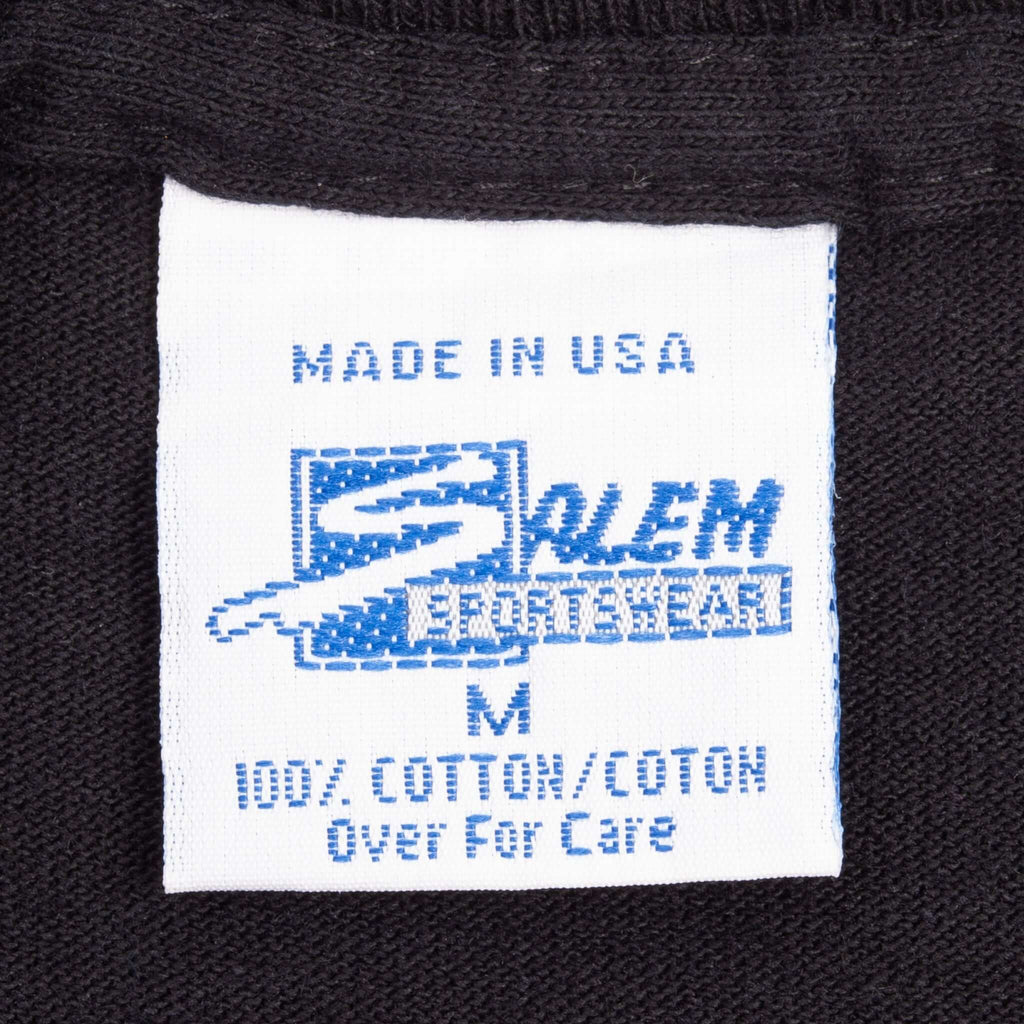 MADE IN USA
SALEM
SPORTSWEAR
M
100% COTTON/COTON
Over For Care